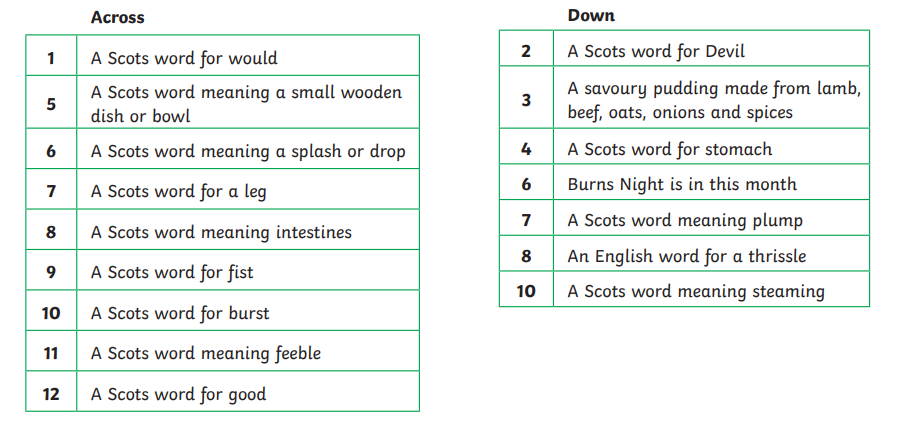 Across
1 A Scots word for would
5 A Scots word meaning a small wooden
dish or bowl
6 A Scots word meaning a splash or drop
7 A Scots word for a leg
8 A Scots word meaning intestines
9 A Scots word for fist
10 A Scots word for burst
11 A Scots word meaning feeble
12 A Scots word for good
Down
2 A Scots word for Devil
3 A savoury pudding made from lamb,
beef, oats, onions and spices
4 A Scots word for stomach
6 Burns Night is in this month
7 A Scots word meaning plump
8 An English word for a thrissle
10 A Scots word meaning steaming